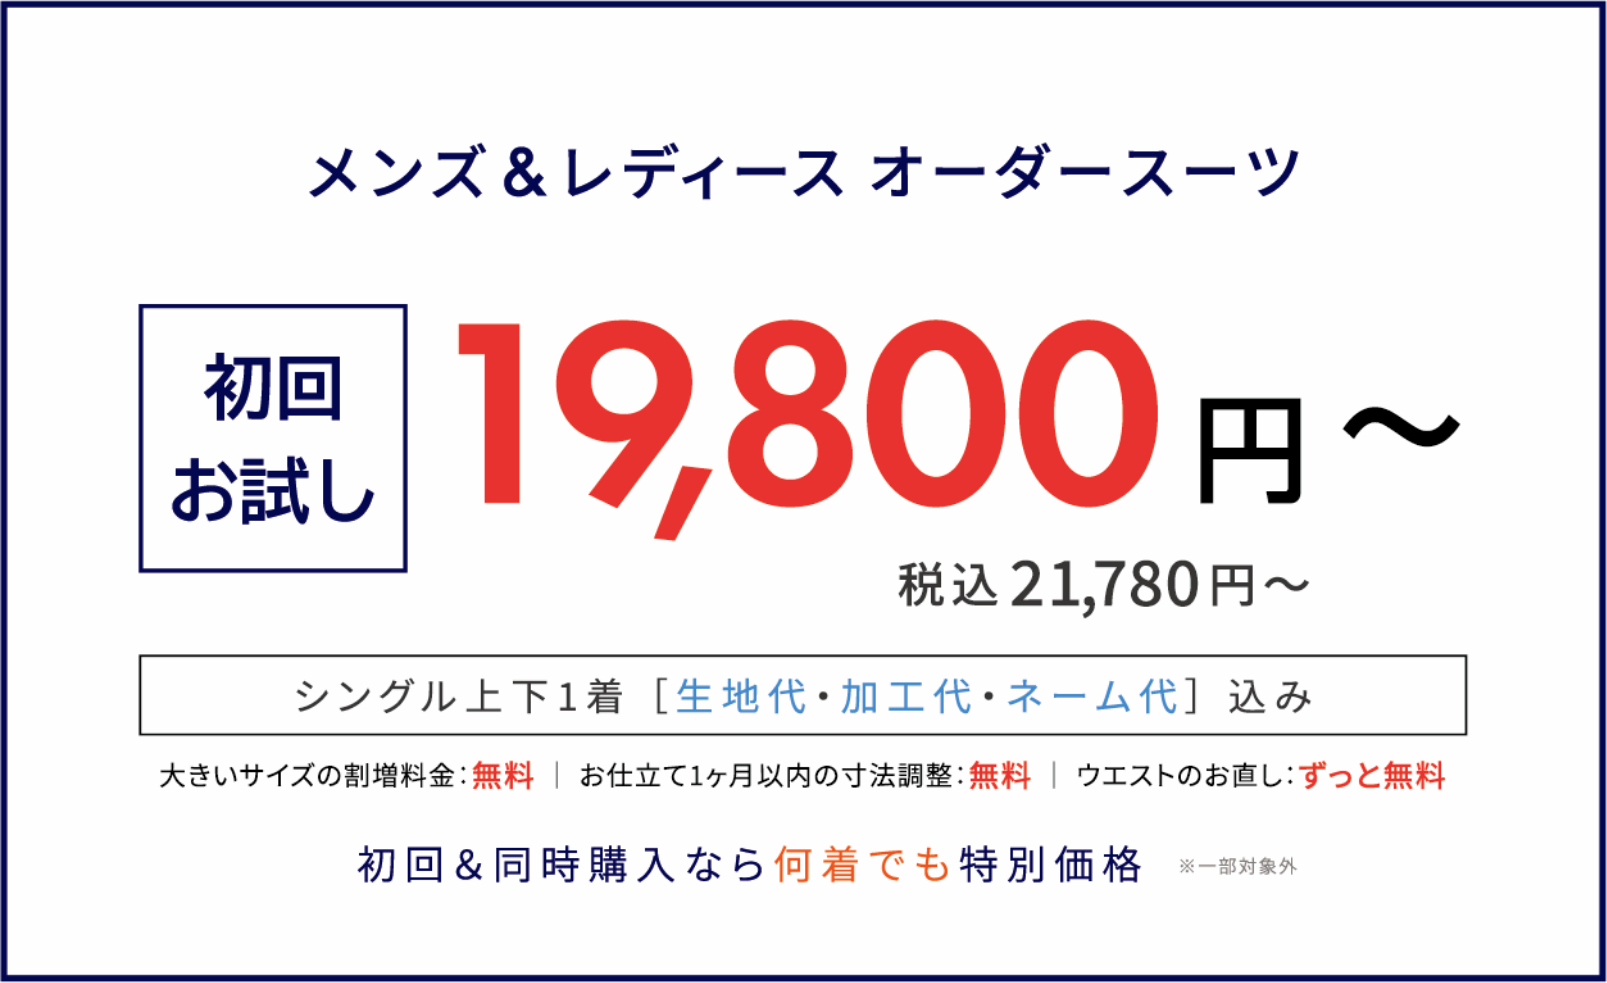 メンズ&レディース オーダースーツ
初回
お試し
19,800円～
税込21,780円～
シングル上下1着［生地代・加工代・ネーム代］込み
大きいサイズの割増料金：無料｜お仕立て1ヶ月以内の寸法調整：無料｜ウエストのお直し：ずっと無料
初回&同時購入なら何着でも特別価格 ※一部対象外